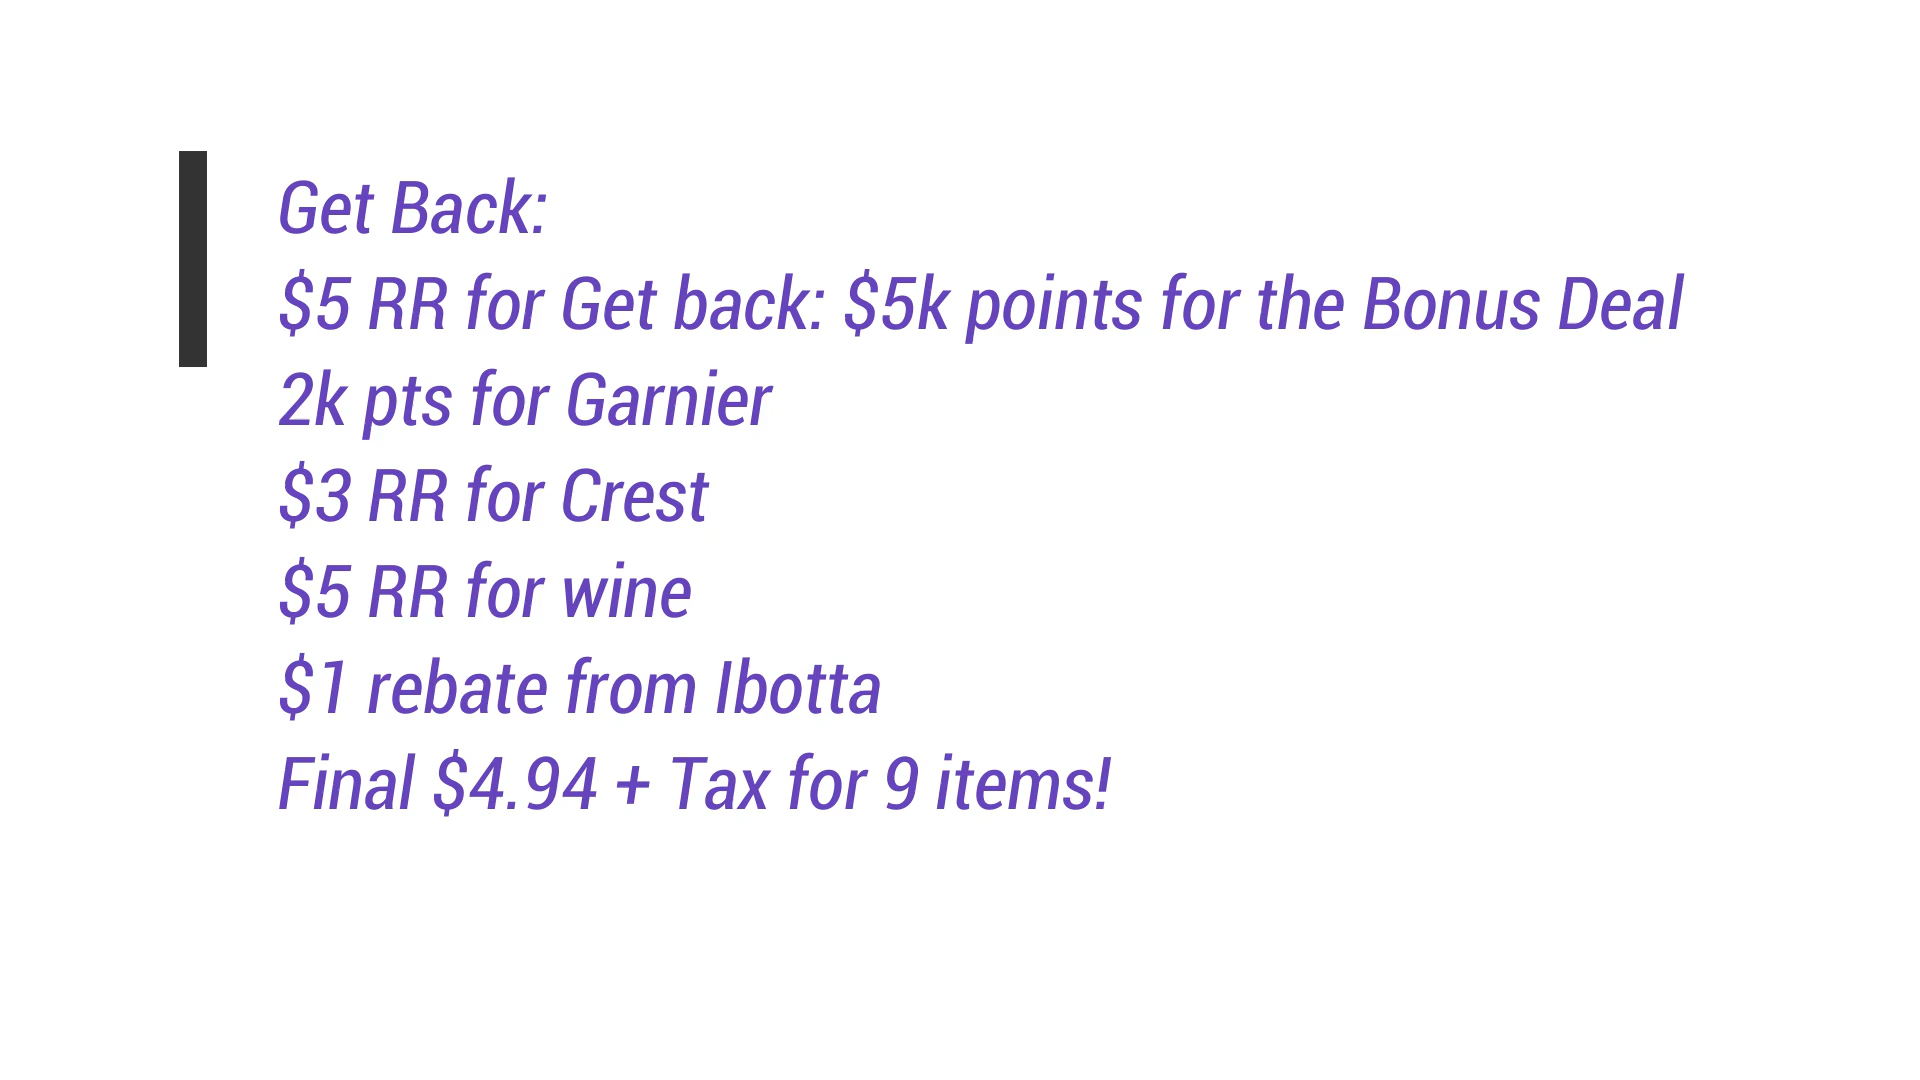 Get Back:
$5 RR for Get back: $5k points for the Bonus Deal
2k pts for Garnier
$3 RR for Crest
$5 RR for wine
$1 rebate from Ibotta
Final $4.94 + Tax for 9 items!